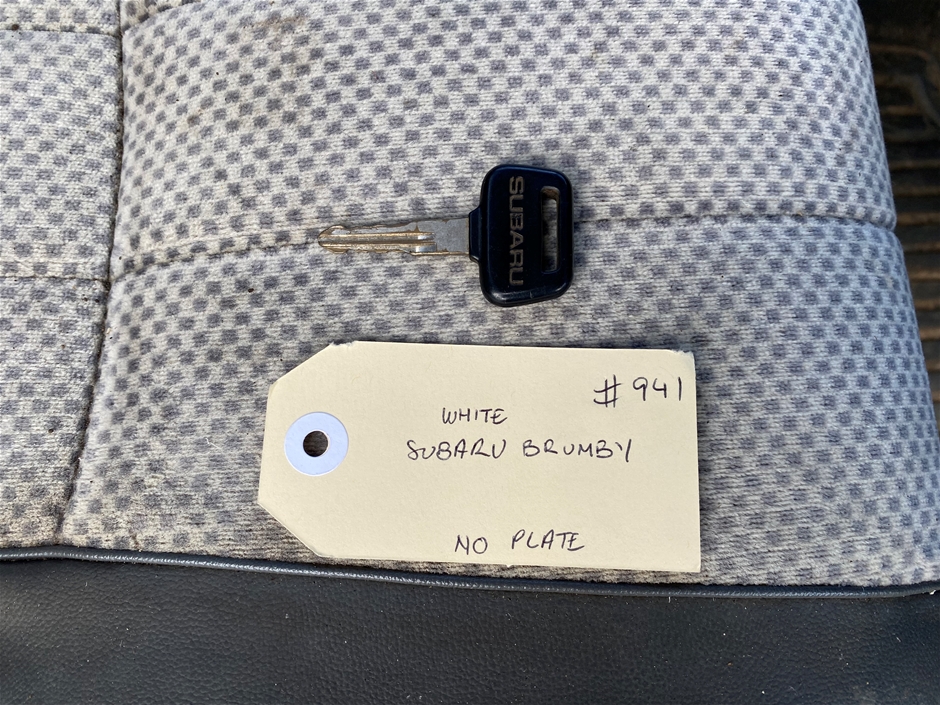 SUBARU
#941
WHITE
SUBARU BRUMBY
NO PLATE